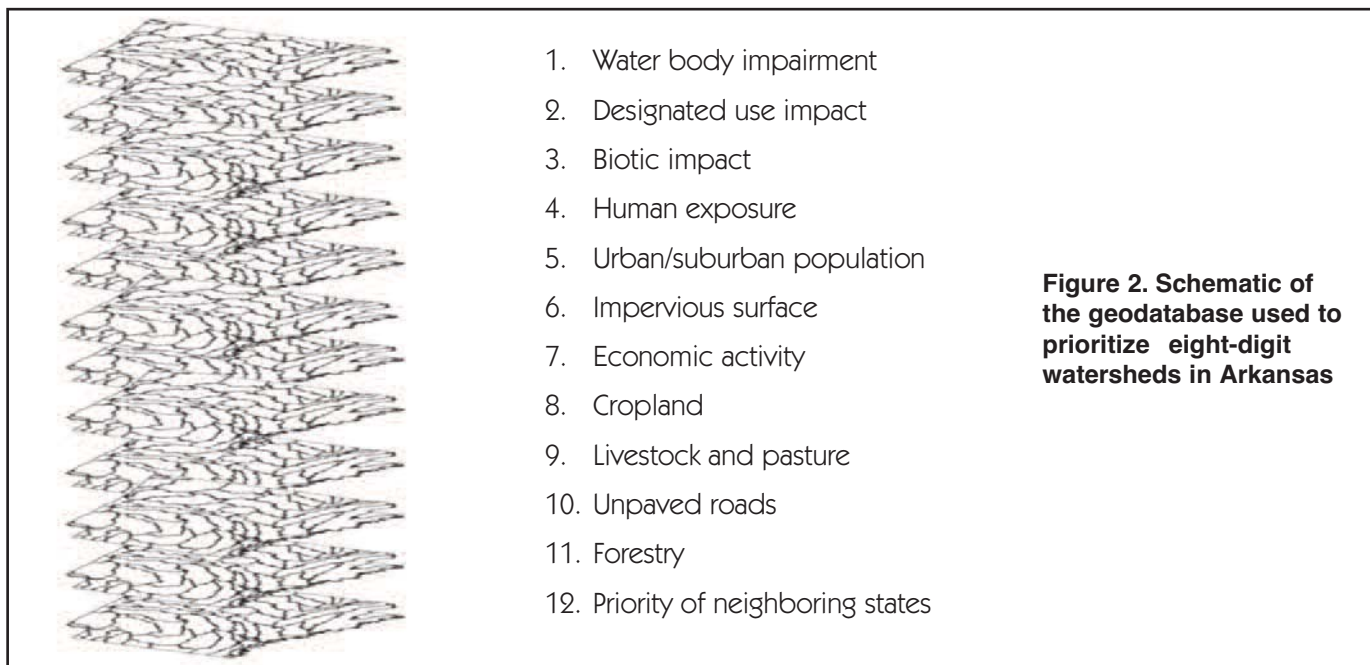 1. Water body impairment
2. Designated use impact
3. Biotic impact
4. Human exposure
5. Urban/suburban population
6. Impervious surface
7. Economic activity
8. Cropland
9. Livestock and pasture
10. Unpaved roads
11. Forestry
12. Priority of neighboring states
Figure 2. Schematic of
the geodatabase used to
prioritize eight-digit
watersheds in Arkansas